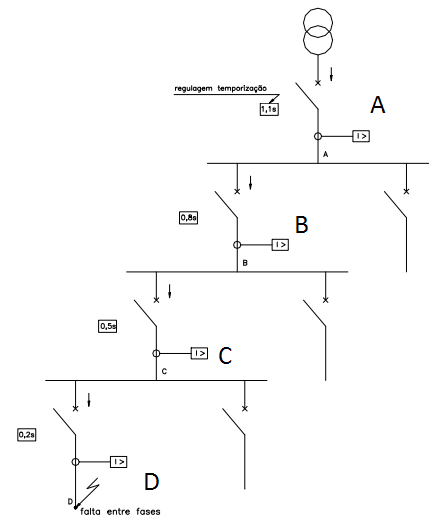 regulagem temporização
1,1s
A
I >
A
0,8s
B
I >
B
0,5s
I >
C
C
0,2s
I >
D
D
falta entre fases